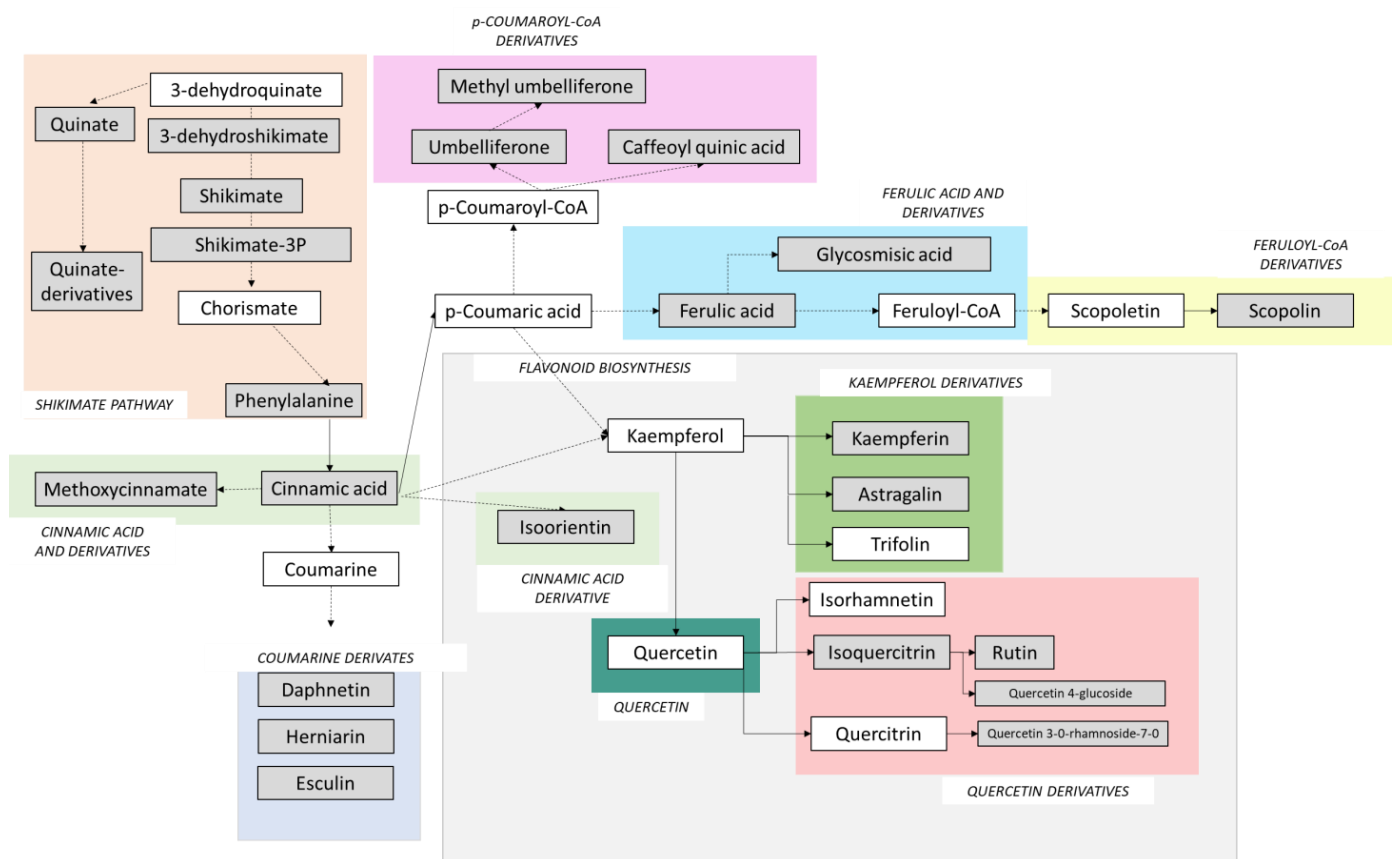 p-COUMAROYL-CoA
DERIVATIVES
3-dehydroquinate
Quinate
3-dehydroshikimate
Shikimate
Shikimate-3P
Quinate-
derivatives
Chorismate
Phenylalanine
SHIKIMATE PATHWAY
Methyl umbelliferone
Umbelliferone
Caffeoyl quinic acid
p-Coumaroyl-CoA
FERULIC ACID AND
DERIVATIVES
Glycosmisic acid
FERULOYL-CoA
DERIVATIVES
p-Coumaric acid
Ferulic acid
Feruloyl-CoA
Scopoletin
Scopolin
FLAVONOID BIOSYNTHESIS
KAEMPFEROL DERIVATIVES
Kaempferol
Kaempferin
Astragalin
Trifolin
Methoxycinnamate
Cinnamic acid
CINNAMIC ACID
AND DERIVATIVES
Isoorientin
CINNAMIC ACID
DERIVATIVE
Coumarine
COUMARINE DERIVATES
Daphnetin
Herniarin
Esculin
Quercetin
QUERCETIN
Isorhamnetin
Isoquercitrin
Rutin
Quercetin 4-glucoside
Quercitrin
Quercetin 3-0-rhamnoside-7-0
QUERCETIN DERIVATIVES